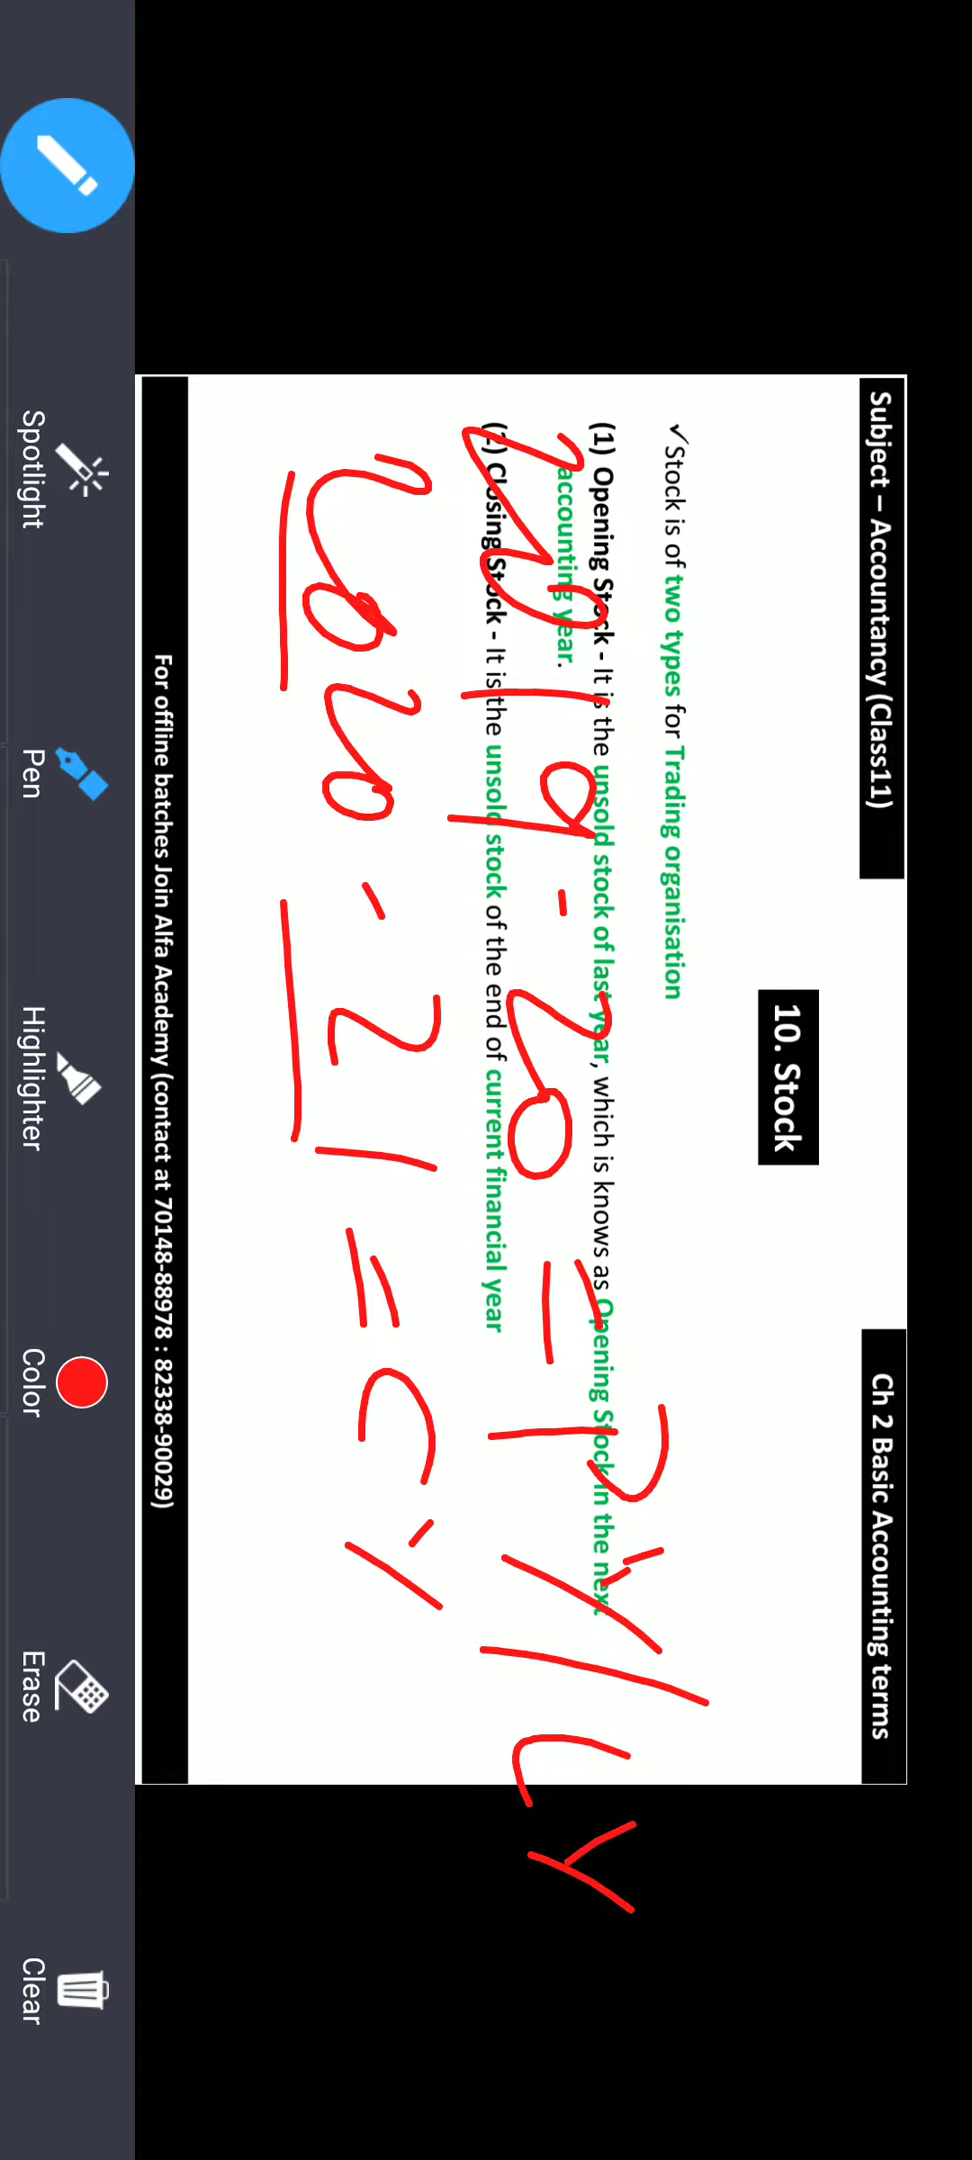 Subject – Accountancy (Class11)
Ch 2 Basic Accounting terms
10. Stock
✓Stock is of two types for Trading organisation
(1) Opening Stock - It is the unsold stock of last year, which is knows as Opening Stock in the next
accounting year.
(2) Closing Stock - It is the unsold stock of the end of current financial year
2019-20 = P.Y/LY
2020-21 = C.Y
For offline batches Join Alfa Academy (contact at 70148-88978 : 82338-90029)
Spotlight
Pen
Highlighter
Color
Erase
Clear